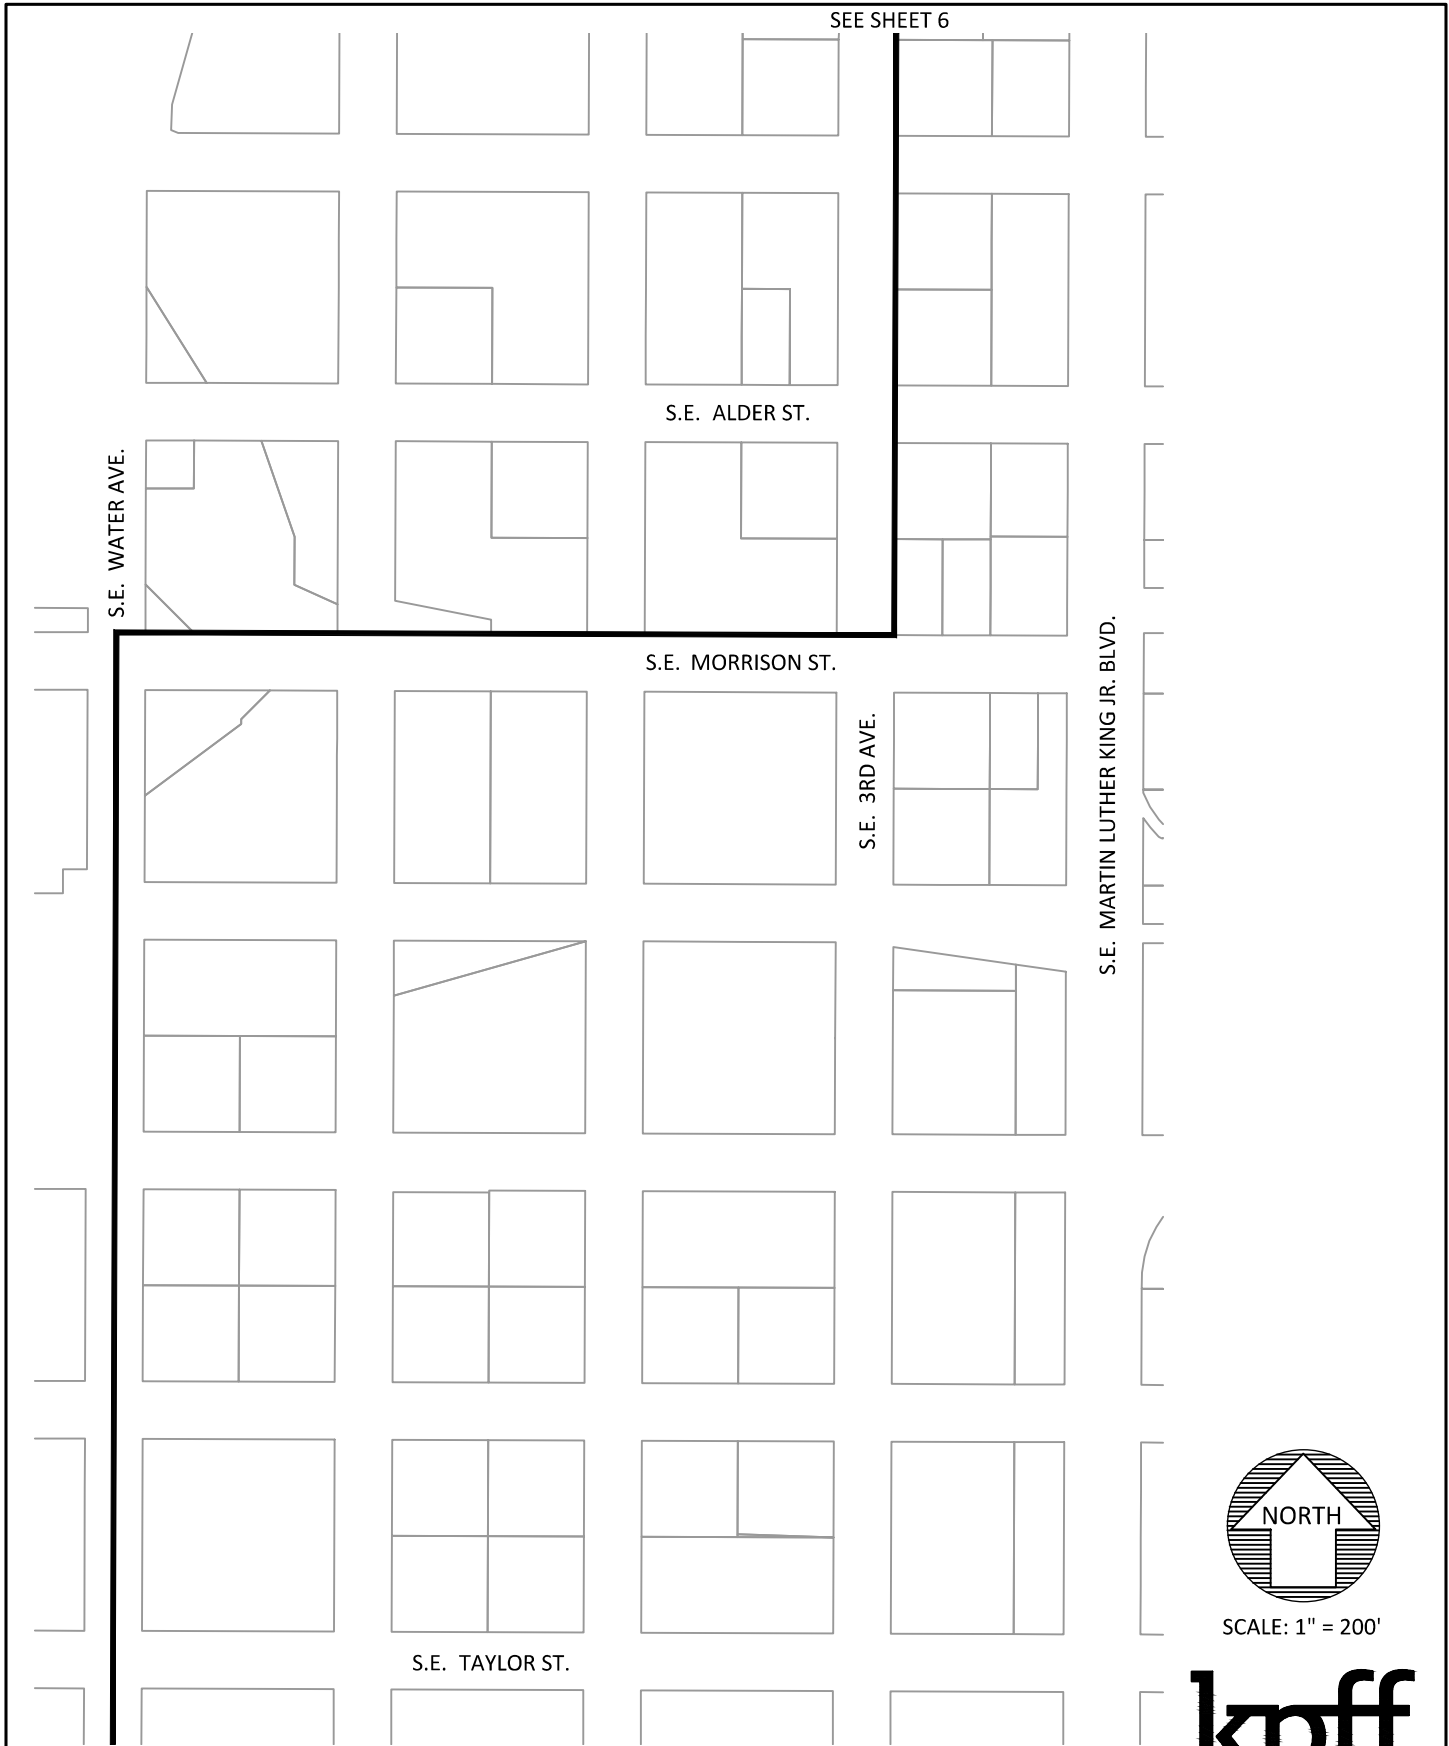 SEE SHEET 6
S.E. ALDER ST.
S.E. WATER AVE.
S.E. MORRISON ST.
S.E. 3RD AVE.
S.E. MARTIN LUTHER KING JR. BLVD.
NORTH
SCALE: 1" = 200'
S.E. TAYLOR ST.
kpff